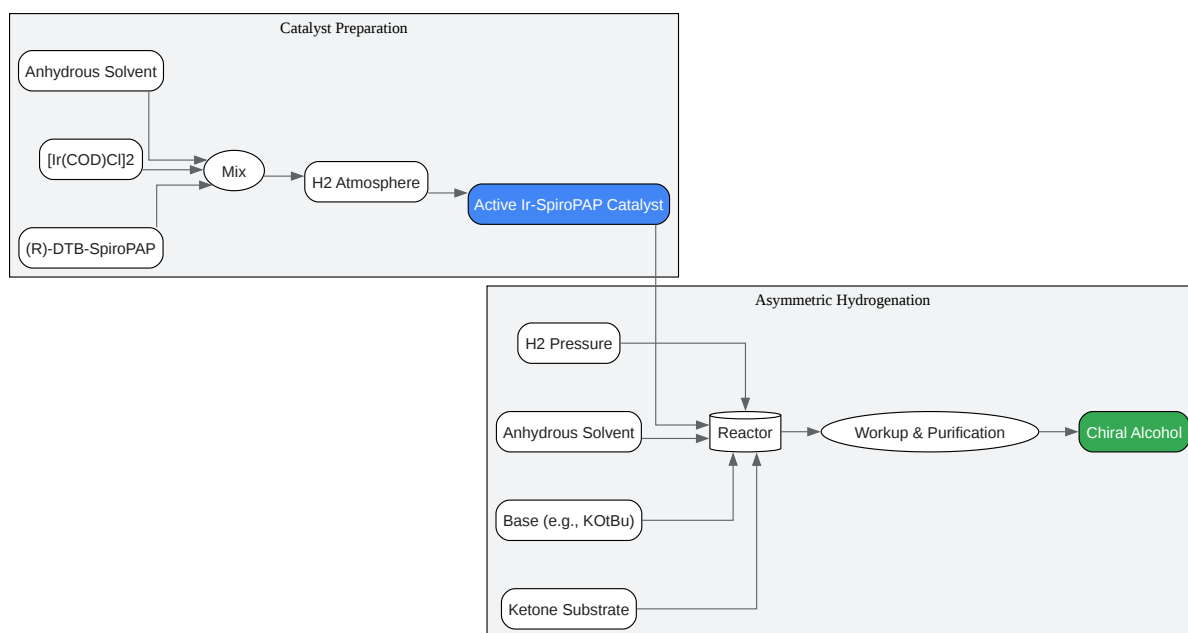 Catalyst Preparation
Anhydrous Solvent
[Ir(COD)Cl]2
Mix
H2 Atmosphere
Active Ir-SpiroPAP Catalyst
(R)-DTB-SpiroPAP
Asymmetric Hydrogenation
H2 Pressure
Anhydrous Solvent
Reactor
Workup & Purification
Chiral Alcohol
Base (e.g., KOtBu)
Ketone Substrate